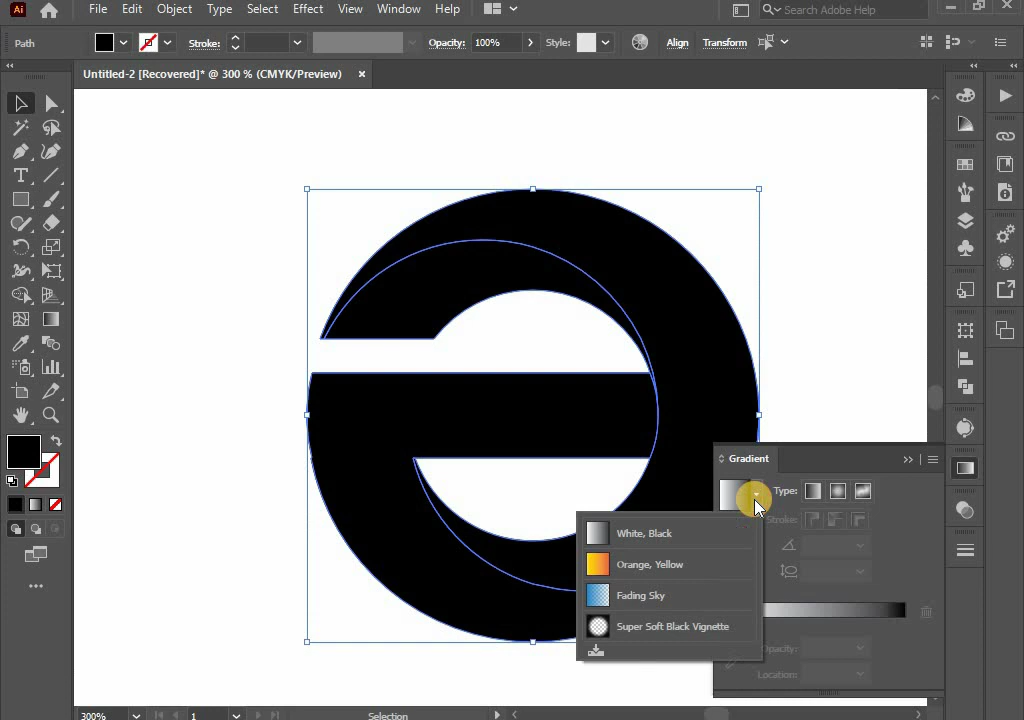 Ai File Edit Object Type Select Effect View Window Help Search Adobe Help
Path Stroke: Opacity: 100% Style: Align Transform
Untitled-2 [Recovered]* @ 300 % (CMYK/Preview) ×
Gradient
Type:
Stroke:
White, Black
Orange, Yellow
Fading Sky
Super Soft Black Vignette
Opacity:
Location:
300% 1 Selection